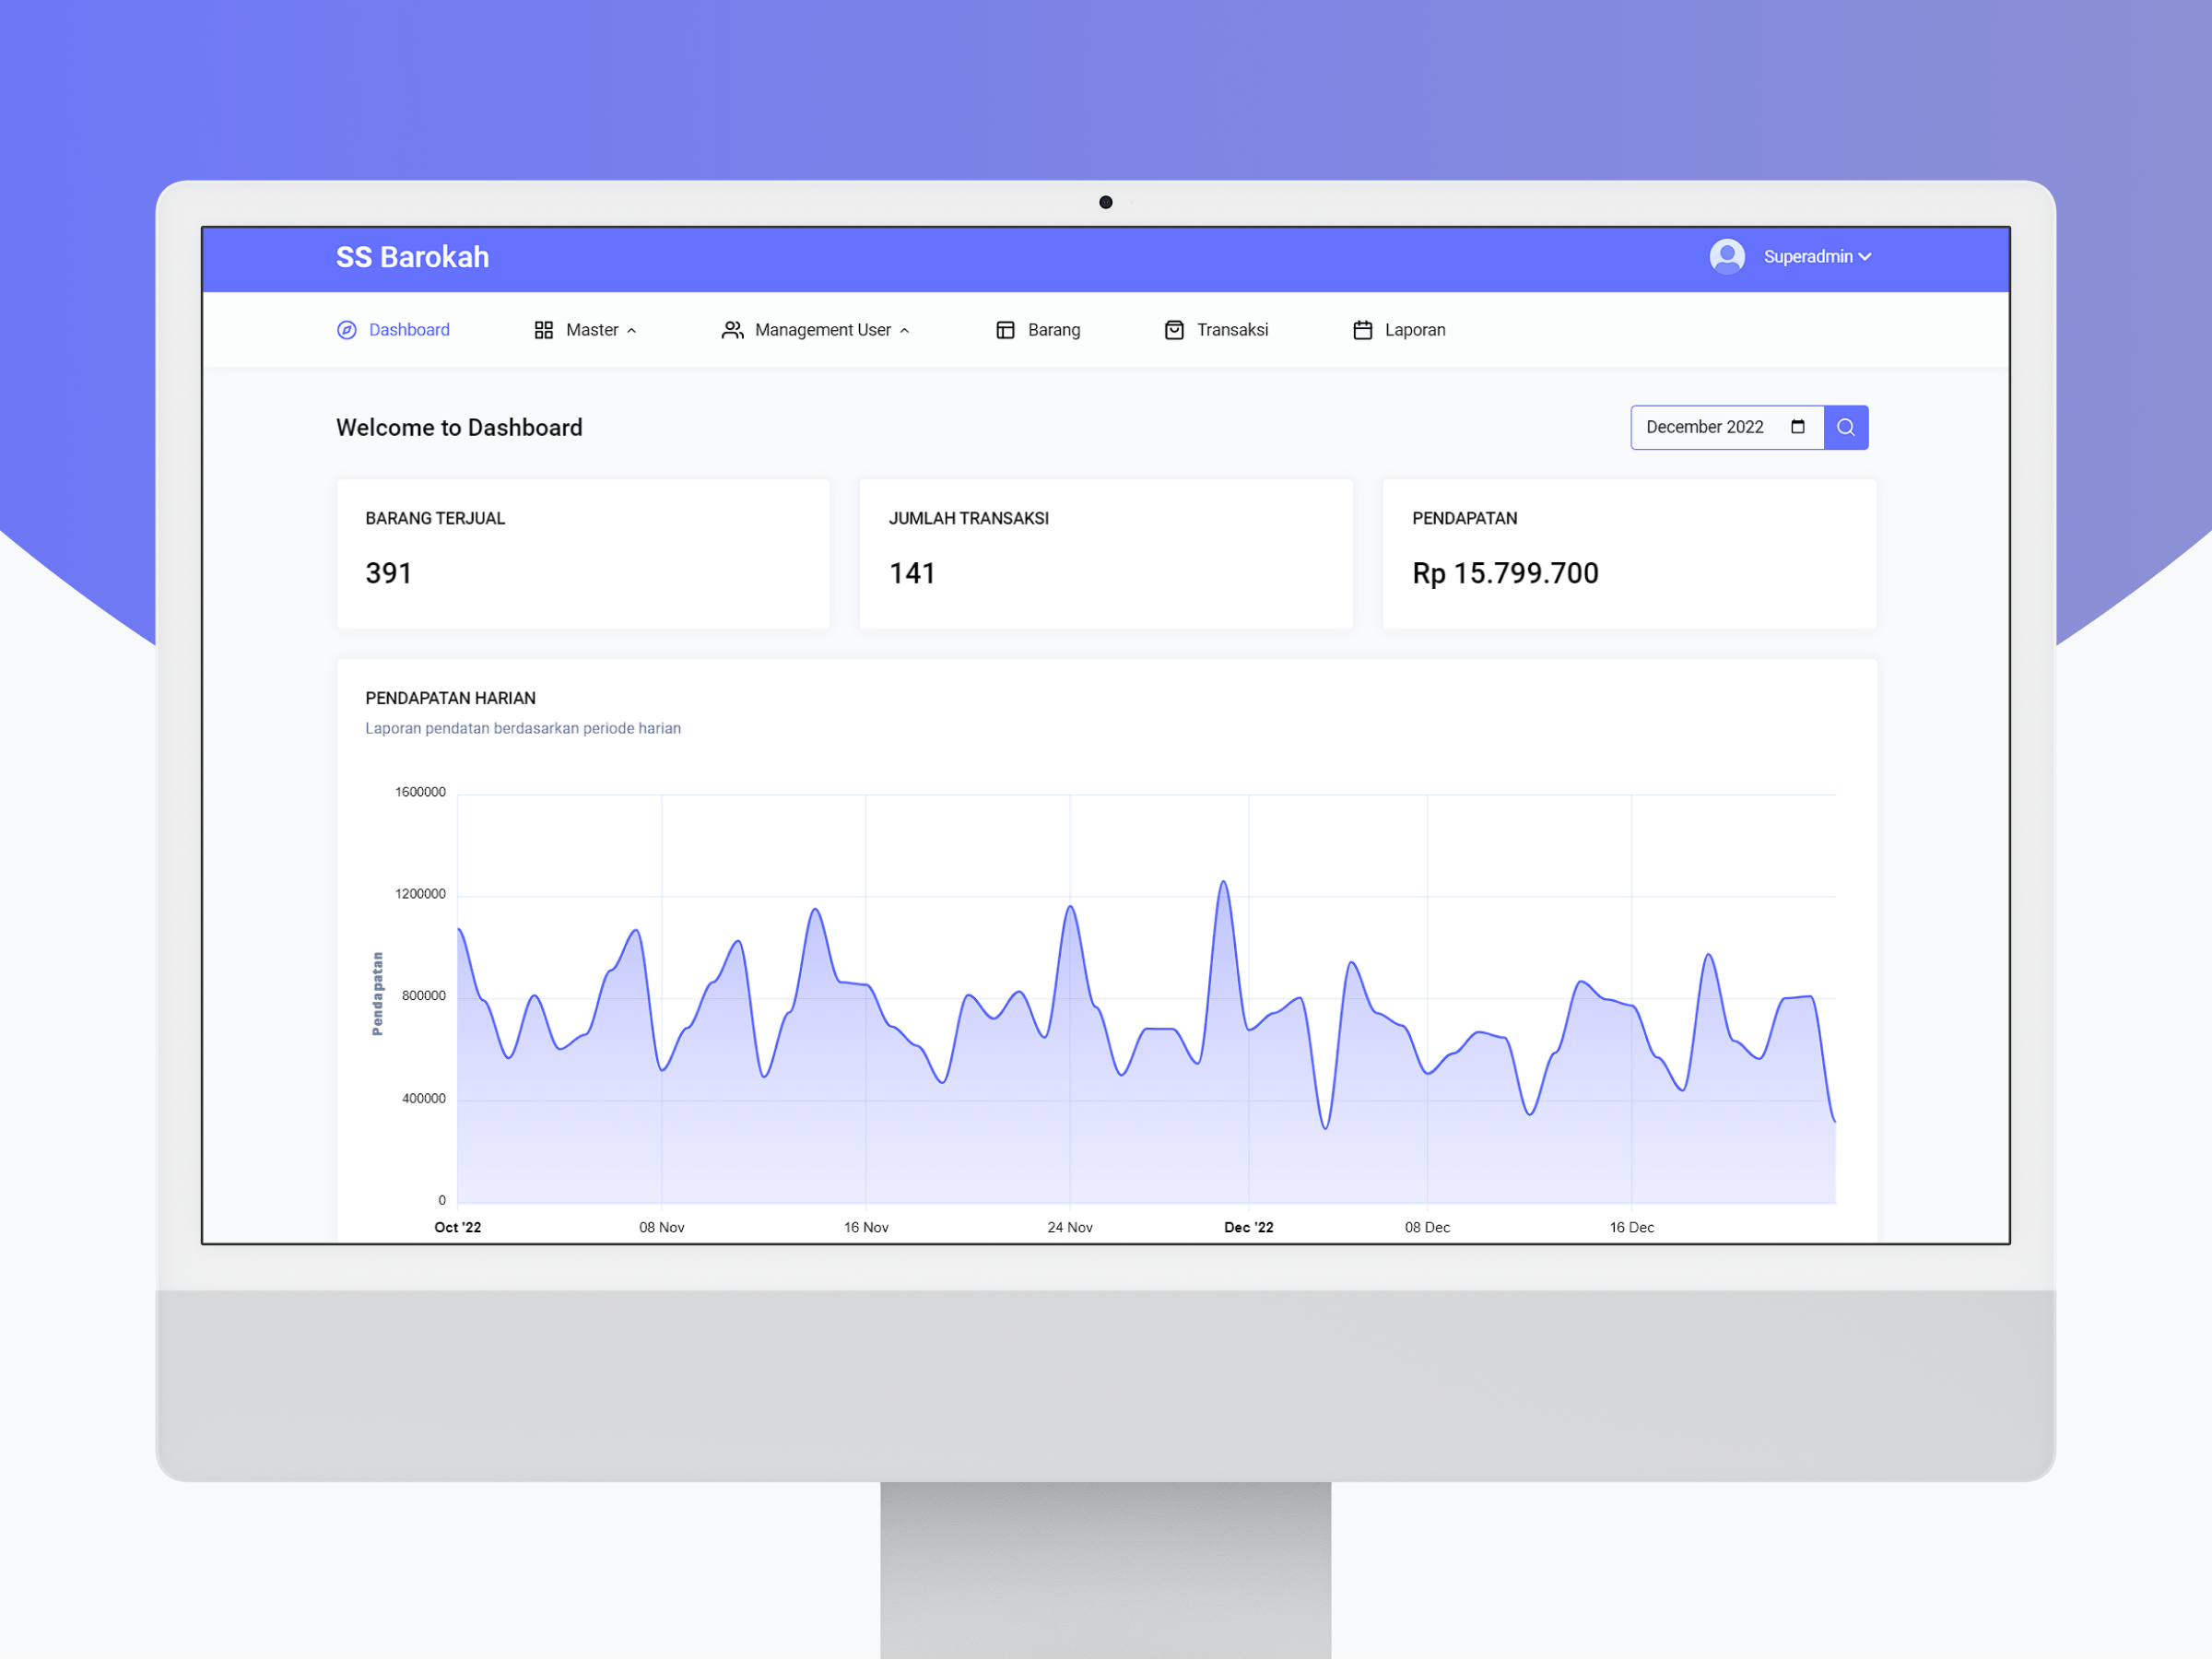 SS Barokah
Superadmin
Dashboard
Master
Management User
Barang
Transaksi
Laporan
Welcome to Dashboard
December 2022
BARANG TERJUAL
391
JUMLAH TRANSAKSI
141
PENDAPATAN
Rp 15.799.700
PENDAPATAN HARIAN
Laporan pendatan berdasarkan periode harian
Pendapatan
1600000
1200000
800000
400000
0
Oct '22
08 Nov
16 Nov
24 Nov
Dec '22
08 Dec
16 Dec